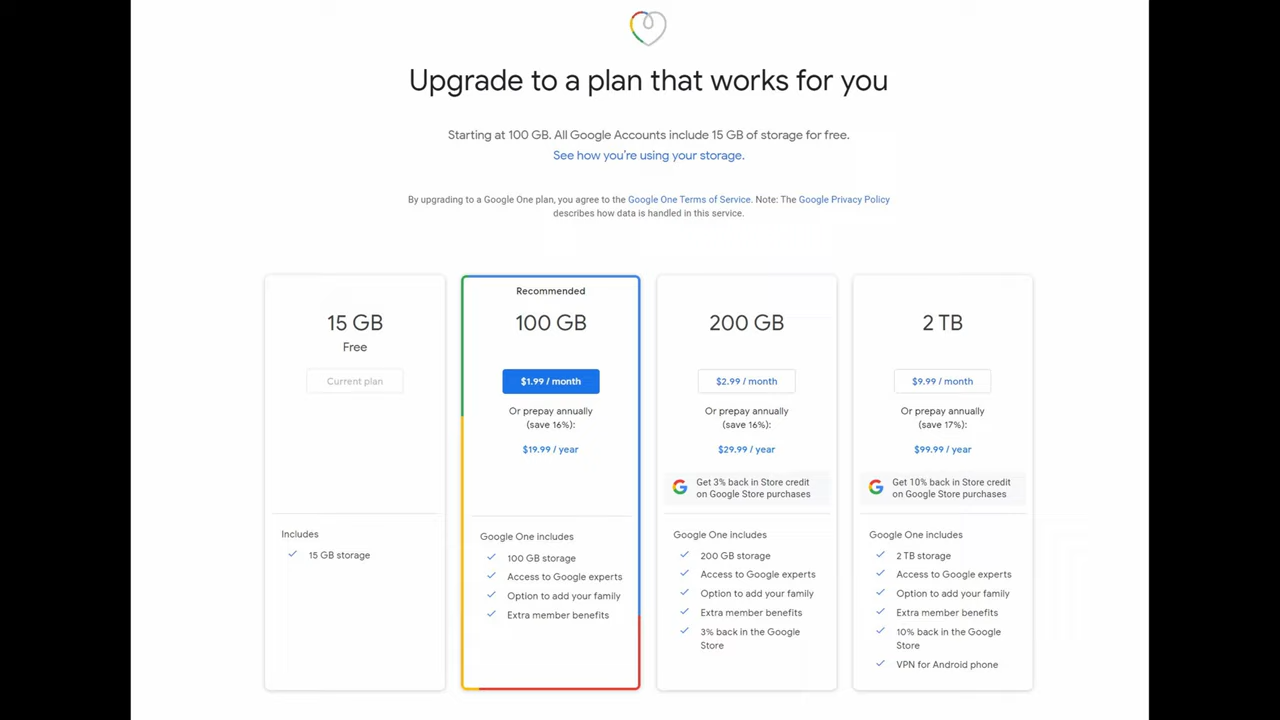 Upgrade to a plan that works for you
Starting at 100 GB. All Google Accounts include 15 GB of storage for free.
See how you're using your storage.
By upgrading to a Google One plan, you agree to the Google One Terms of Service. Note: The Google Privacy Policy
describes how data is handled in this service.
15 GB
Free
Current plan
Includes
15 GB storage
Recommended
100 GB
$1.99 / month
Or prepay annually
(save 16%):
$19.99 / year
Google One includes
100 GB storage
Access to Google experts
Option to add your family
Extra member benefits
200 GB
$2.99 / month
Or prepay annually
(save 16%):
$29.99 / year
G Get 3% back in Store credit
on Google Store purchases
Google One includes
200 GB storage
Access to Google experts
Option to add your family
Extra member benefits
3% back in the Google
Store
2 TB
$9.99 / month
Or prepay annually
(save 17%):
$99.99 / year
G Get 10% back in Store credit
on Google Store purchases
Google One includes
2 TB storage
Access to Google experts
Option to add your family
Extra member benefits
10% back in the Google
Store
VPN for Android phone